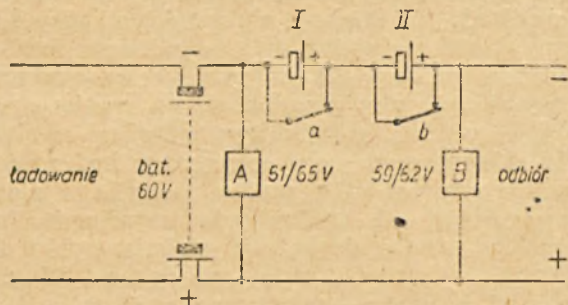 I II
− − + − +
a b
ładowanie bat. 60V A 51/65V 59/62V B odbiór −
+ +